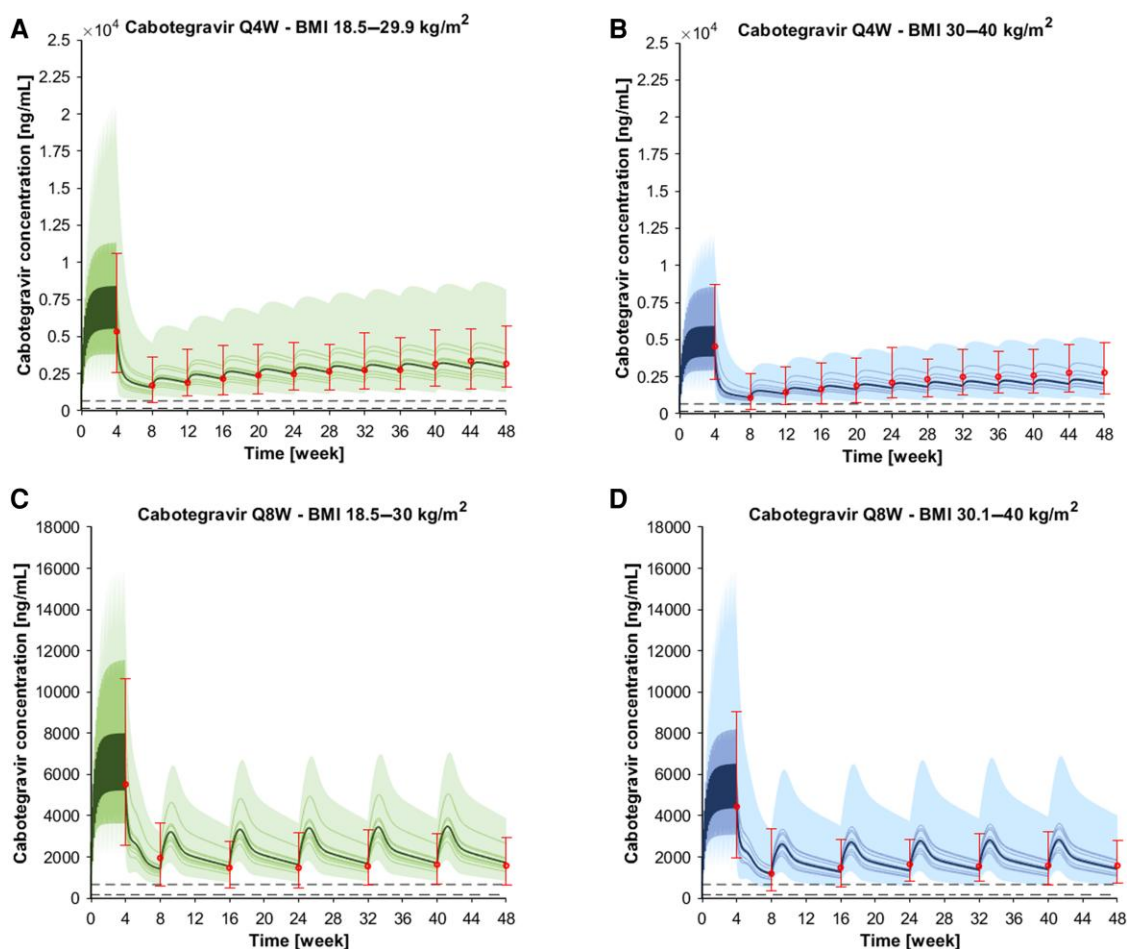 A
Cabotegravir Q4W - BMI 18.5–29.9 kg/m²
×10⁴
2.5
2.25
2
1.75
1.5
1.25
1
0.75
0.5
0.25
0
Cabotegravir concentration [ng/mL]
0 4 8 12 16 20 24 28 32 36 40 44 48
Time [week]
B
Cabotegravir Q4W - BMI 30–40 kg/m²
×10⁴
2.5
2.25
2
1.75
1.5
1.25
1
0.75
0.5
0.25
0
Cabotegravir concentration [ng/mL]
0 4 8 12 16 20 24 28 32 36 40 44 48
Time [week]
C
Cabotegravir Q8W - BMI 18.5–30 kg/m²
18000
16000
14000
12000
10000
8000
6000
4000
2000
0
Cabotegravir concentration [ng/mL]
0 4 8 12 16 20 24 28 32 36 40 44 48
Time [week]
D
Cabotegravir Q8W - BMI 30.1–40 kg/m²
18000
16000
14000
12000
10000
8000
6000
4000
2000
0
Cabotegravir concentration [ng/mL]
0 4 8 12 16 20 24 28 32 36 40 44 48
Time [week]